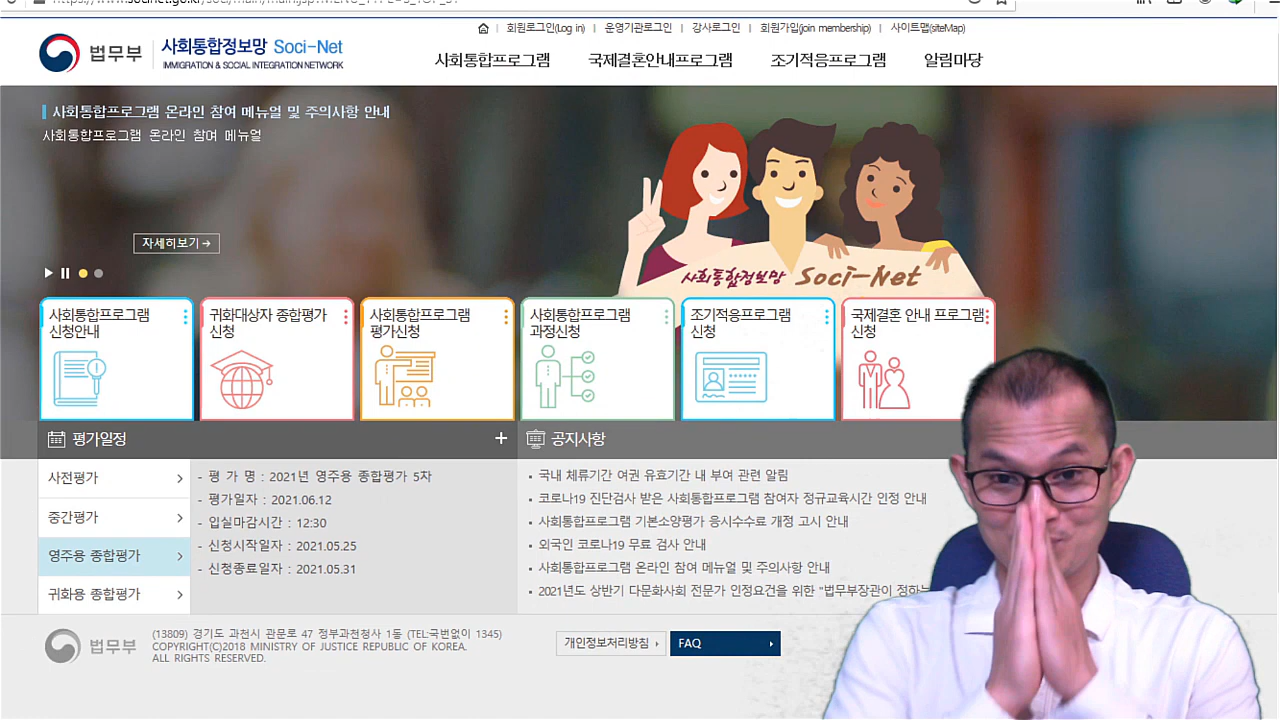 회원로그인(Log in) | 운영기관로그인 | 강사로그인 | 회원가입(join membership) | 사이트맵(siteMap)
법무부
사회통합정보망 Soci-Net
IMMIGRATION & SOCIAL INTEGRATION NETWORK
사회통합프로그램 국제결혼안내프로그램 조기적응프로그램 알림마당
사회통합프로그램 온라인 참여 메뉴얼 및 주의사항 안내
사회통합프로그램 온라인 참여 메뉴얼
자세히보기
사회통합정보망 Soci-Net
사회통합프로그램
신청안내
귀화대상자 종합평가
신청
사회통합프로그램
평가신청
사회통합프로그램
과정신청
조기적응프로그램
신청
국제결혼 안내 프로그램
신청
평가일정
사전평가
중간평가
영주용 종합평가
귀화용 종합평가
- 평 가 명 : 2021년 영주용 종합평가 5차
- 평가일자 : 2021.06.12
- 입실마감시간 : 12:30
- 신청시작일자 : 2021.05.25
- 신청종료일자 : 2021.05.31
공지사항
국내 체류기간 여권 유효기간 내 부여 관련 알림
코로나19 진단검사 받은 사회통합프로그램 참여자 정규교육시간 인정 안내
사회통합프로그램 기본소양평가 응시수수료 개정 고시 안내
외국인 코로나19 무료 검사 안내
사회통합프로그램 온라인 참여 메뉴얼 및 주의사항 안내
2021년도 상반기 다문화사회 전문가 인정요건을 위한 "법무부장관이 정하는
법무부
(13809) 경기도 과천시 관문로 47 정부과천청사 1동 (TEL:국번없이 1345)
COPYRIGHT(C)2018 MINISTRY OF JUSTICE REPUBLIC OF KOREA.
ALL RIGHTS RESERVED.
개인정보처리방침
FAQ